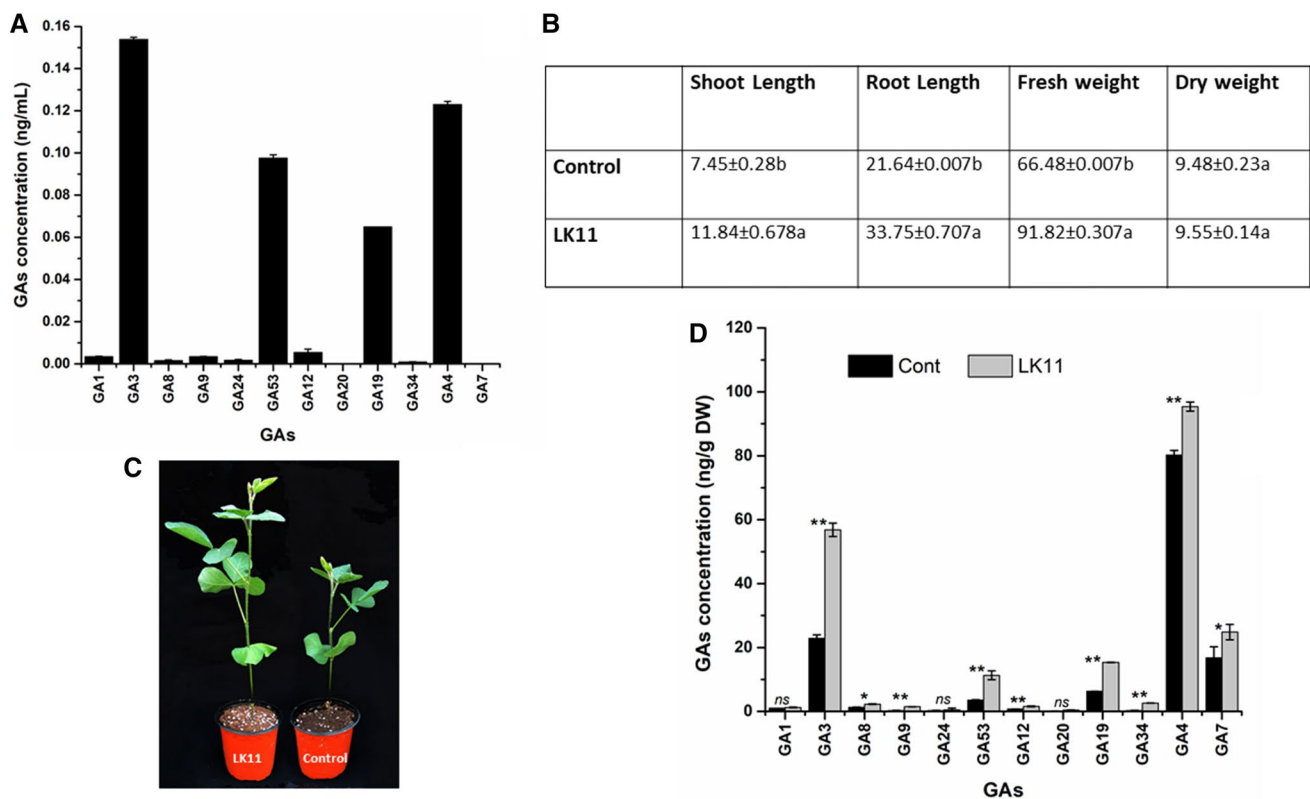 A
GAs concentration (ng/mL)
0.16
0.14
0.12
0.10
0.08
0.06
0.04
0.02
0.00
GA1 GA3 GA8 GA9 GA24 GA53 GA12 GA20 GA19 GA34 GA4 GA7
GAs
B
Shoot Length Root Length Fresh weight Dry weight
Control 7.45±0.28b 21.64±0.007b 66.48±0.007b 9.48±0.23a
LK11 11.84±0.678a 33.75±0.707a 91.82±0.307a 9.55±0.14a
C
LK11 Control
D
GAs concentration (ng/g DW)
120
100
80
60
40
20
0
Cont LK11
ns ** * ** ns ** ** ns ** ** ** *
GA1 GA3 GA8 GA9 GA24 GA53 GA12 GA20 GA19 GA34 GA4 GA7
GAs